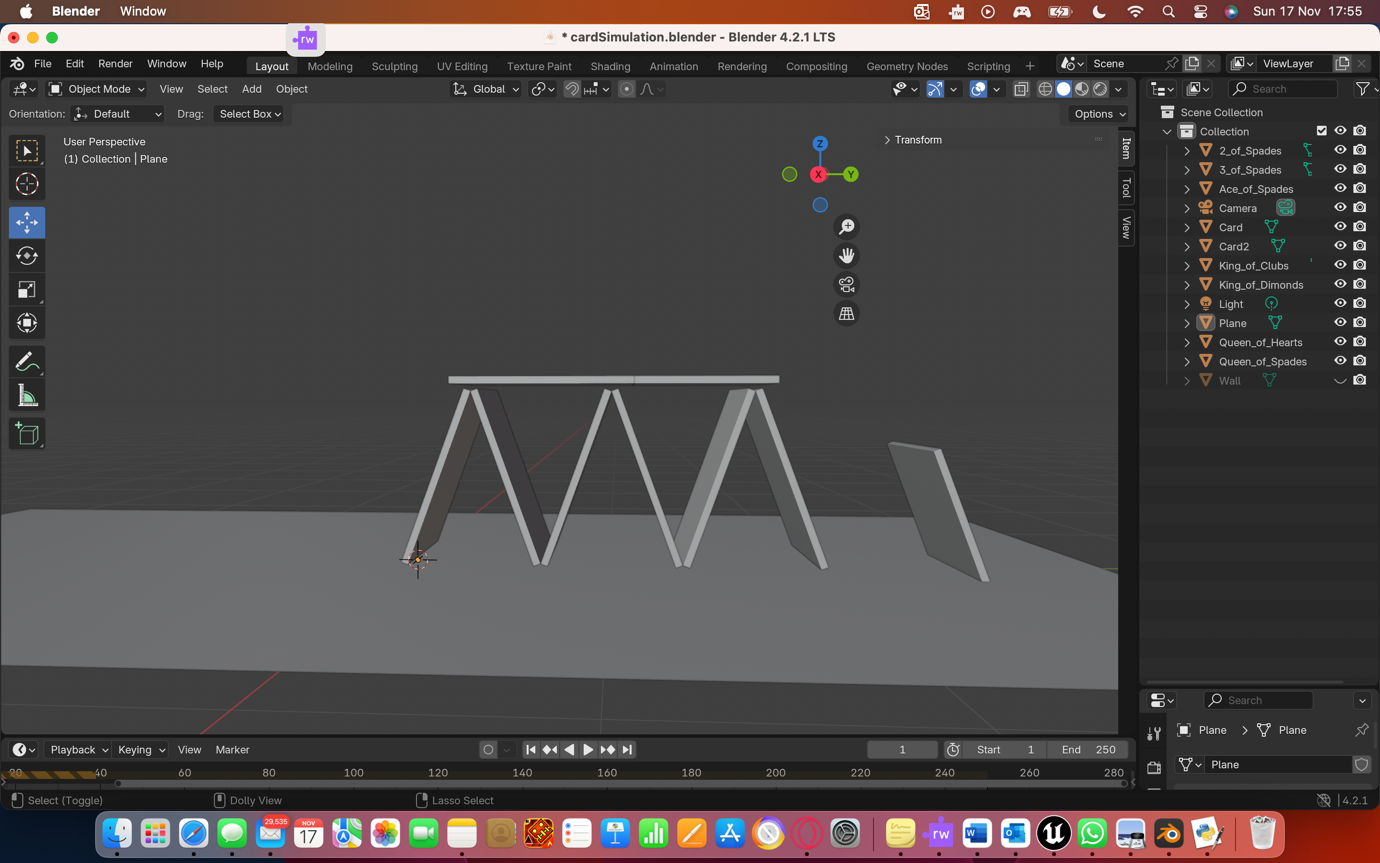 Blender Window Sun 17 Nov 17:55
rw
* cardSimulation.blender - Blender 4.2.1 LTS
File Edit Render Window Help Layout Modeling Sculpting UV Editing Texture Paint Shading Animation Rendering Compositing Geometry Nodes Scripting + Scene ViewLayer
Object Mode View Select Add Object Global Search
Orientation: Default Drag: Select Box Options
Scene Collection
Collection
User Perspective
(1) Collection | Plane
Transform
Item
Tool
View
Z
X
Y
2_of_Spades
3_of_Spades
Ace_of_Spades
Camera
Card
Card2
King_of_Clubs
King_of_Dimonds
Light
Plane
Queen_of_Hearts
Queen_of_Spades
Wall
Search
Plane > Plane
Plane
Playback Keying View Marker 1 Start 1 End 250
20 40 60 80 100 120 140 160 180 200 220 240 260 280
Select (Toggle) Dolly View Lasso Select 4.2.1
29,535
NOV
17
rw